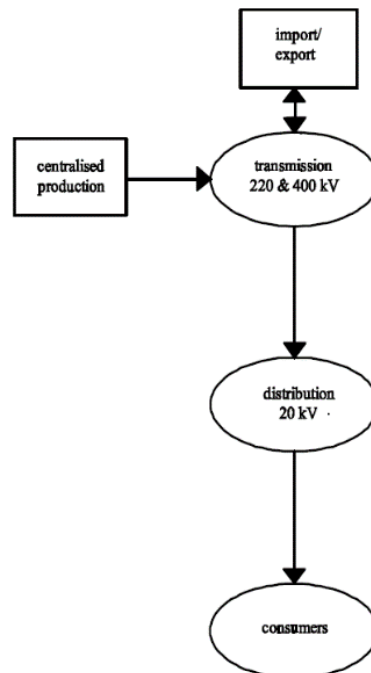 import/
export
centralised
production
transmission
220 & 400 kV
distribution
20 kV
consumers